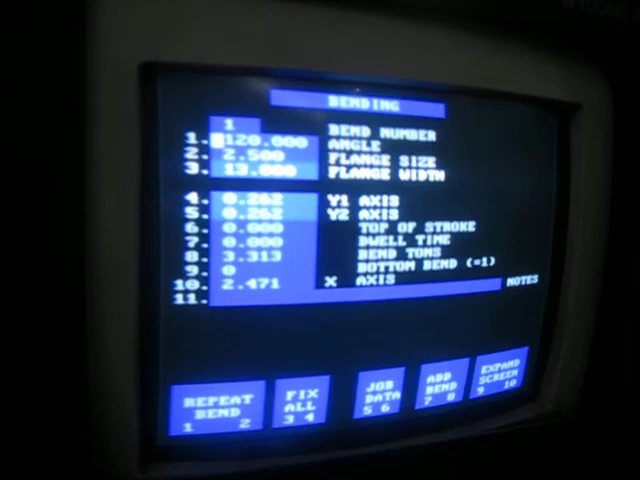 BENDING
1 BEND NUMBER
1. 120.000 ANGLE
2. 2.500 FLANGE SIZE
3. 13.000 FLANGE WIDTH
4. 0.262 Y1 AXIS
5. 0.262 Y2 AXIS
6. 0.000 TOP OF STROKE
7. 0.000 DWELL TIME
8. 3.313 BEND TONS
9. 0 BOTTOM BEND (=1)
10. 2.471 X AXIS
11. NOTES
REPEAT BEND 1 2
FIX ALL 3 4
JOB DATA 5 6
ADD BEND 7 8
EXPAND SCREEN 9 10